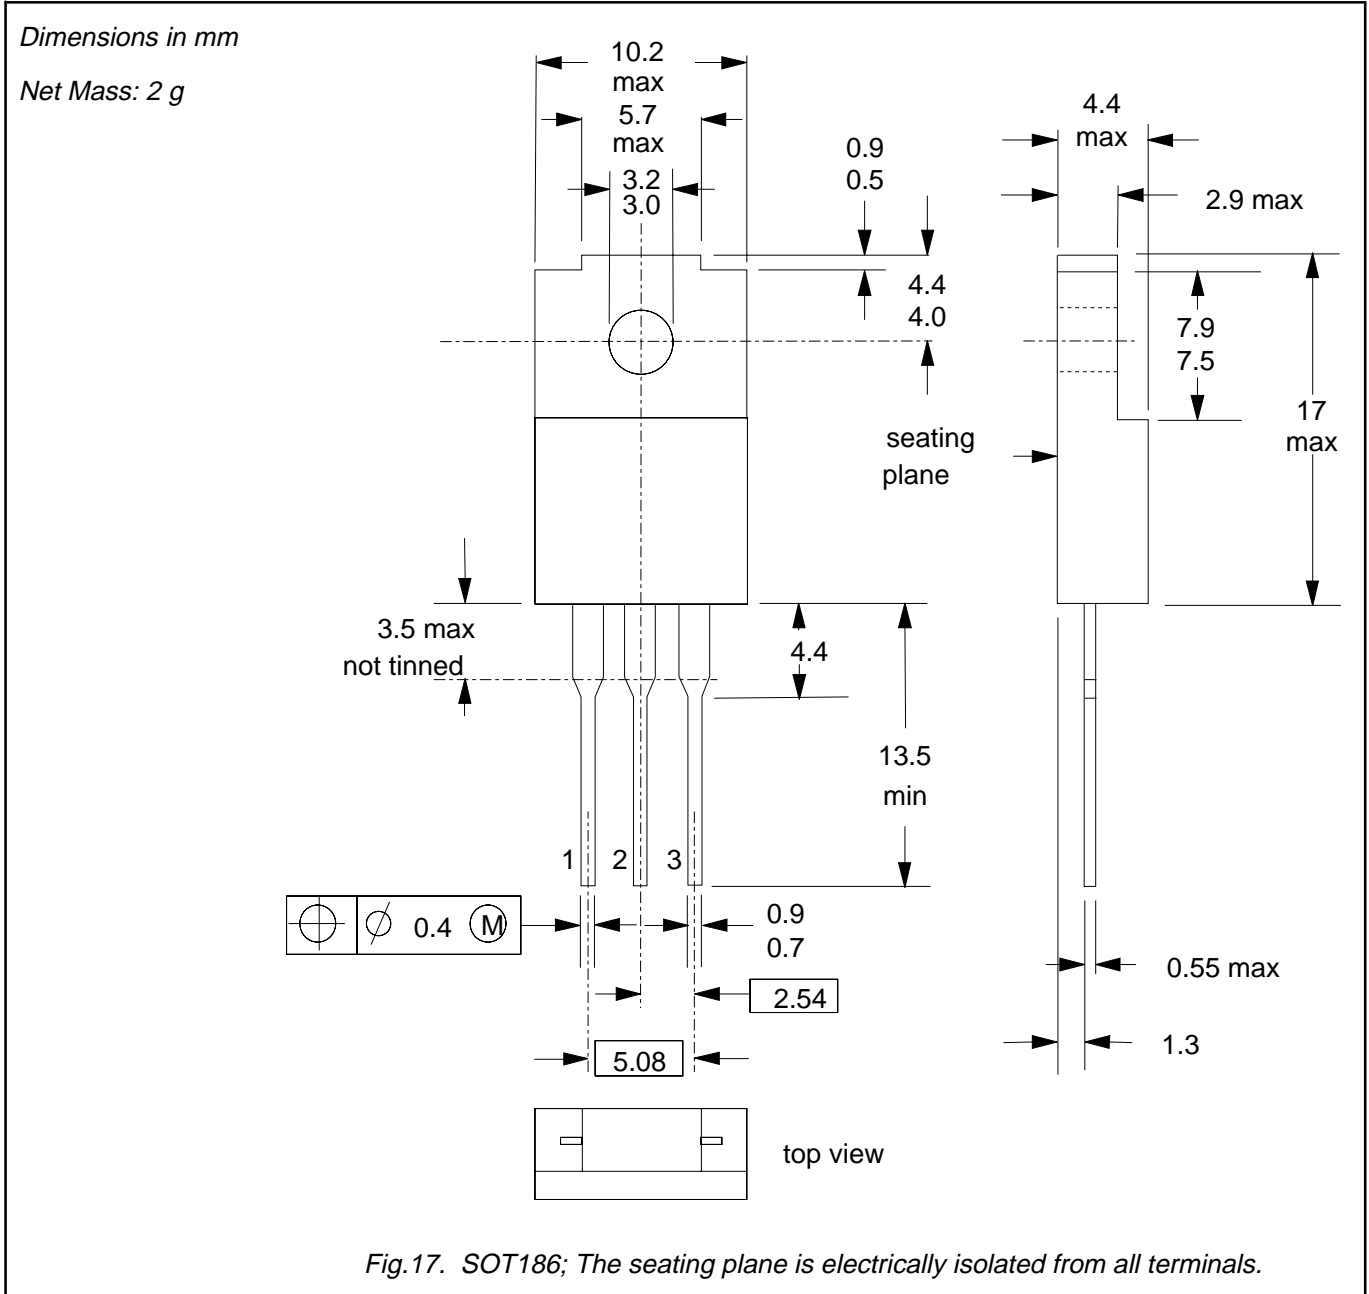 Dimensions in mm
Net Mass: 2 g
10.2
max
5.7
max
3.2
3.0
0.9
0.5
4.4
4.0
seating
plane
4.4
max
2.9 max
7.9
7.5
17
max
3.5 max
not tinned
4.4
13.5
min
1 2 3
0.4 M
0.9
0.7
2.54
5.08
0.55 max
1.3
top view
Fig.17. SOT186; The seating plane is electrically isolated from all terminals.